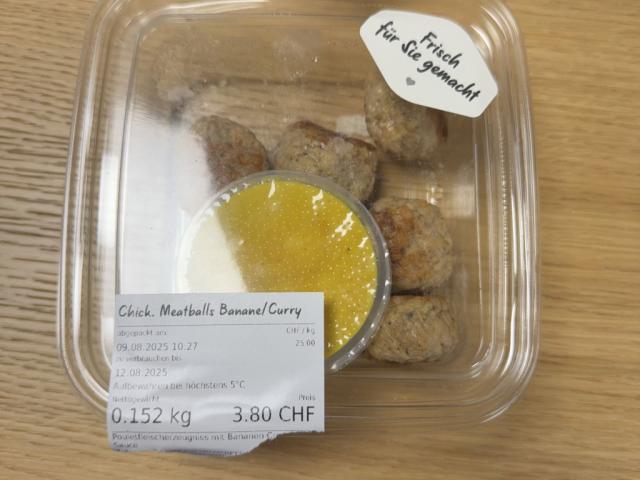 Frisch
für Sie gemacht
Chick. Meatballs Banane/Curry
abgepackt am: CHF / kg
09.08.2025 10:27 25.00
zu verbrauchen bis
12.08.2025
Aufbewahren bis höchstens 5°C
Nettogewicht Preis
0.152 kg 3.80 CHF
Pouletfleischerzeugniss mit Bananen
Sauce